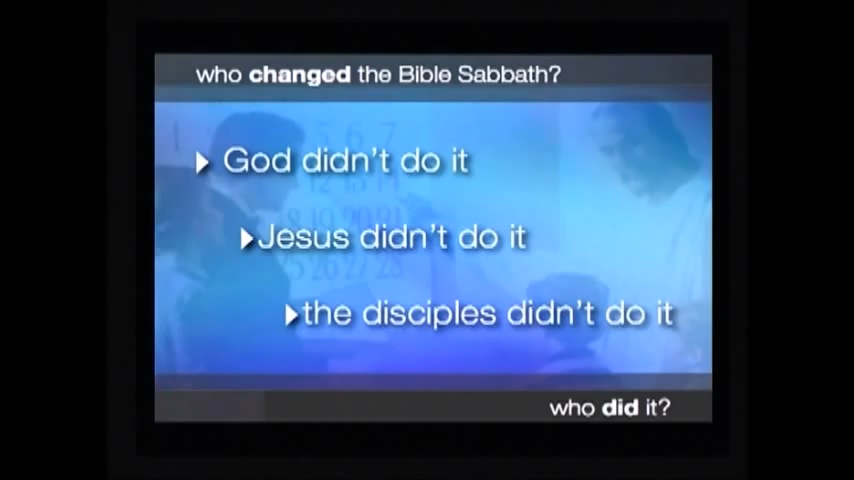 who changed the Bible Sabbath?
God didn't do it
Jesus didn't do it
the disciples didn't do it
who did it?